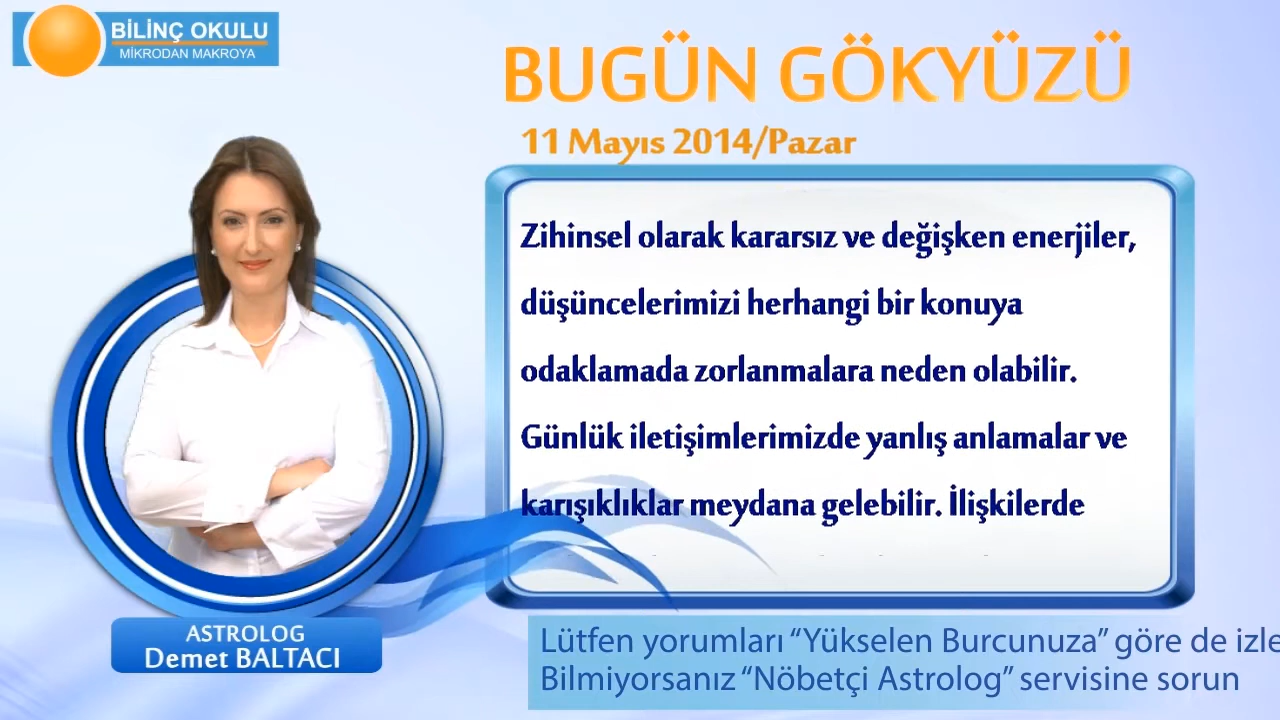 BİLİNÇ OKULU
MİKRODAN MAKROYA
BUGÜN GÖKYÜZÜ
11 Mayıs 2014/Pazar
Zihinsel olarak kararsız ve değişken enerjiler,
düşüncelerimizi herhangi bir konuya
odaklamada zorlanmalara neden olabilir.
Günlük iletişimlerimizde yanlış anlamalar ve
karışıklıklar meydana gelebilir. İlişkilerde
ASTROLOG
Demet BALTACI
Lütfen yorumları “Yükselen Burcunuza” göre de izle
Bilmiyorsanız “Nöbetçi Astrolog” servisine sorun